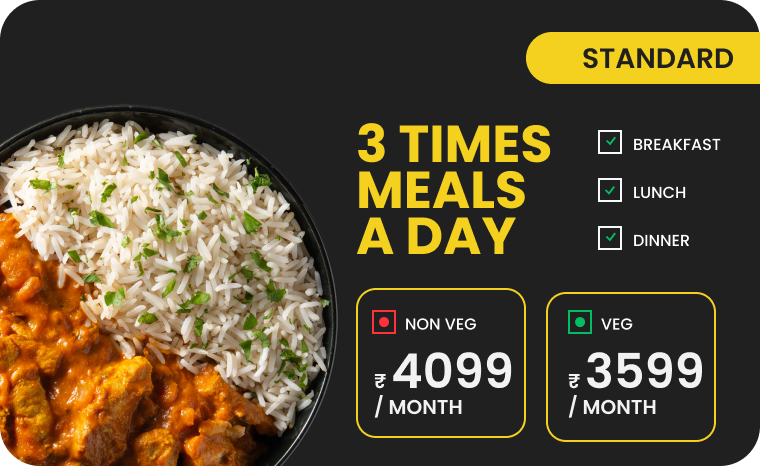 STANDARD
3 TIMES
MEALS
A DAY
BREAKFAST
LUNCH
DINNER
NON VEG
₹ 4099
/ MONTH
VEG
₹ 3599
/ MONTH